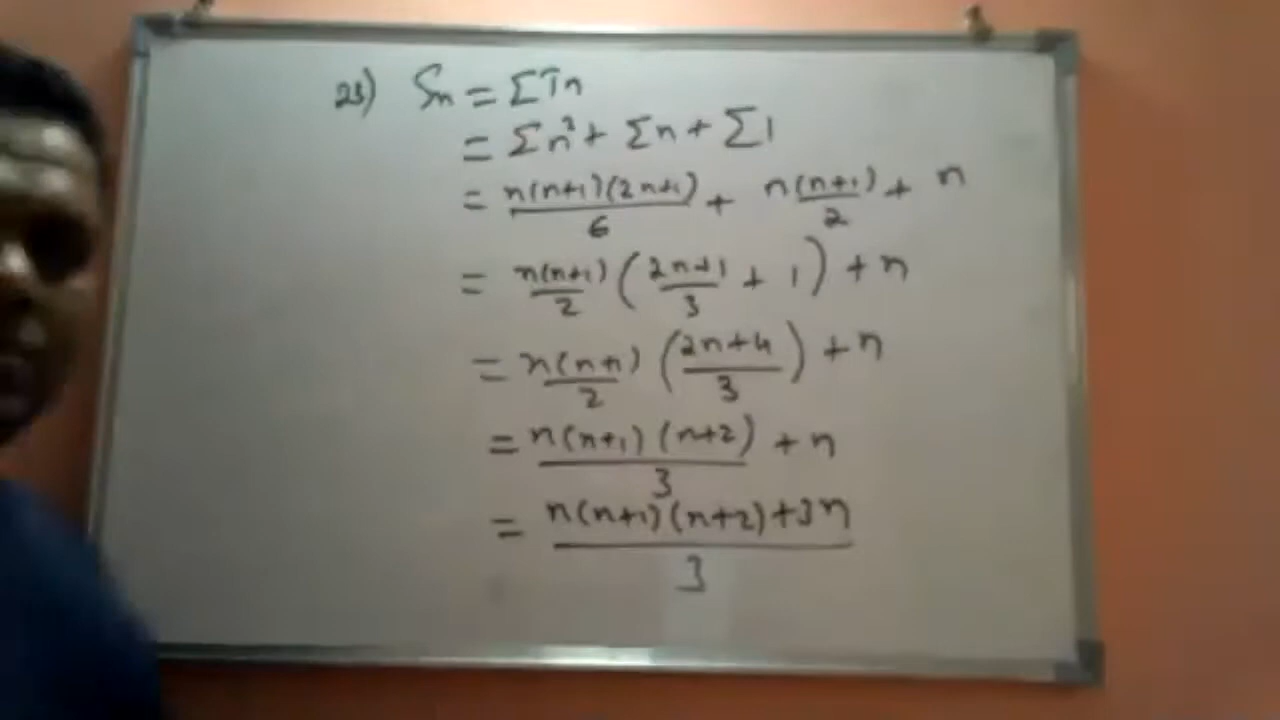 23) Sn = ΣTn
= Σn² + Σn + Σ1
= n(n+1)(2n+1)/6 + n(n+1)/2 + n
= n(n+1)/2 (2n+1/3 + 1) + n
= n(n+1)/2 (2n+4/3) + n
= n(n+1)(n+2)/3 + n
= n(n+1)(n+2)+3n/3